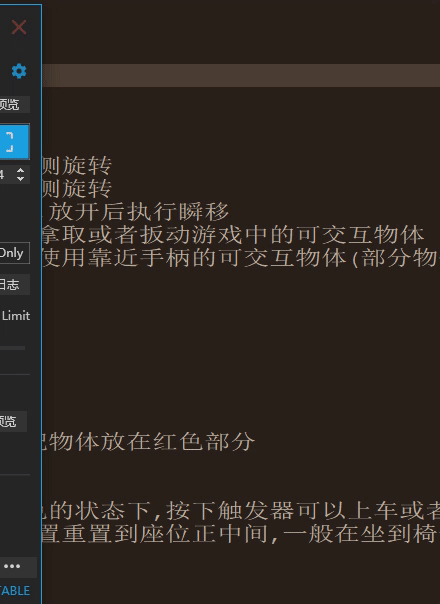 预览
4
侧旋转
侧旋转
放开后执行瞬移
拿取或者扳动游戏中的可交互物体
Only
使用靠近手柄的可交互物体(部分物
日志
Limit
预览
把物体放在红色部分
的状态下,按下触发器可以上车或者
置重置到座位正中间,一般在坐到椅
TABLE